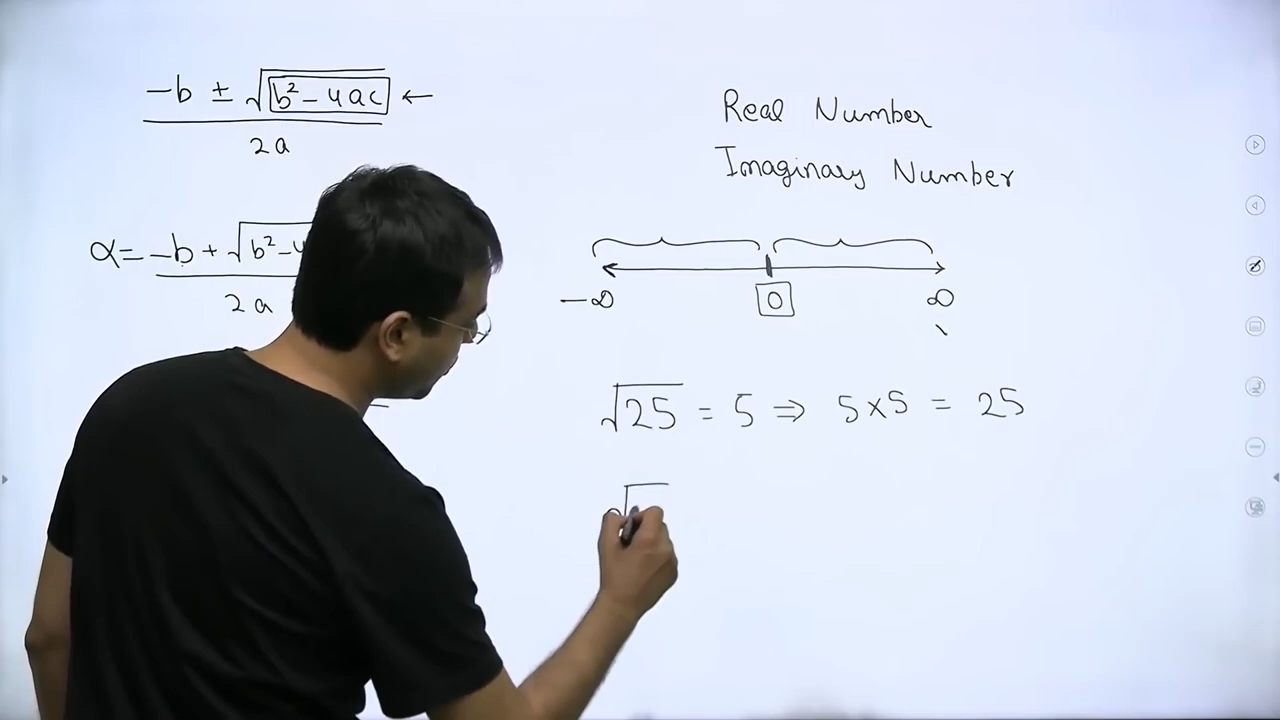 −b ± √b² − 4ac ←
2a
α = −b + √b² − 4
2a
Real Number
Imaginary Number
−∞ 0 ∞
√25 = 5 ⇒ 5×5 = 25
√